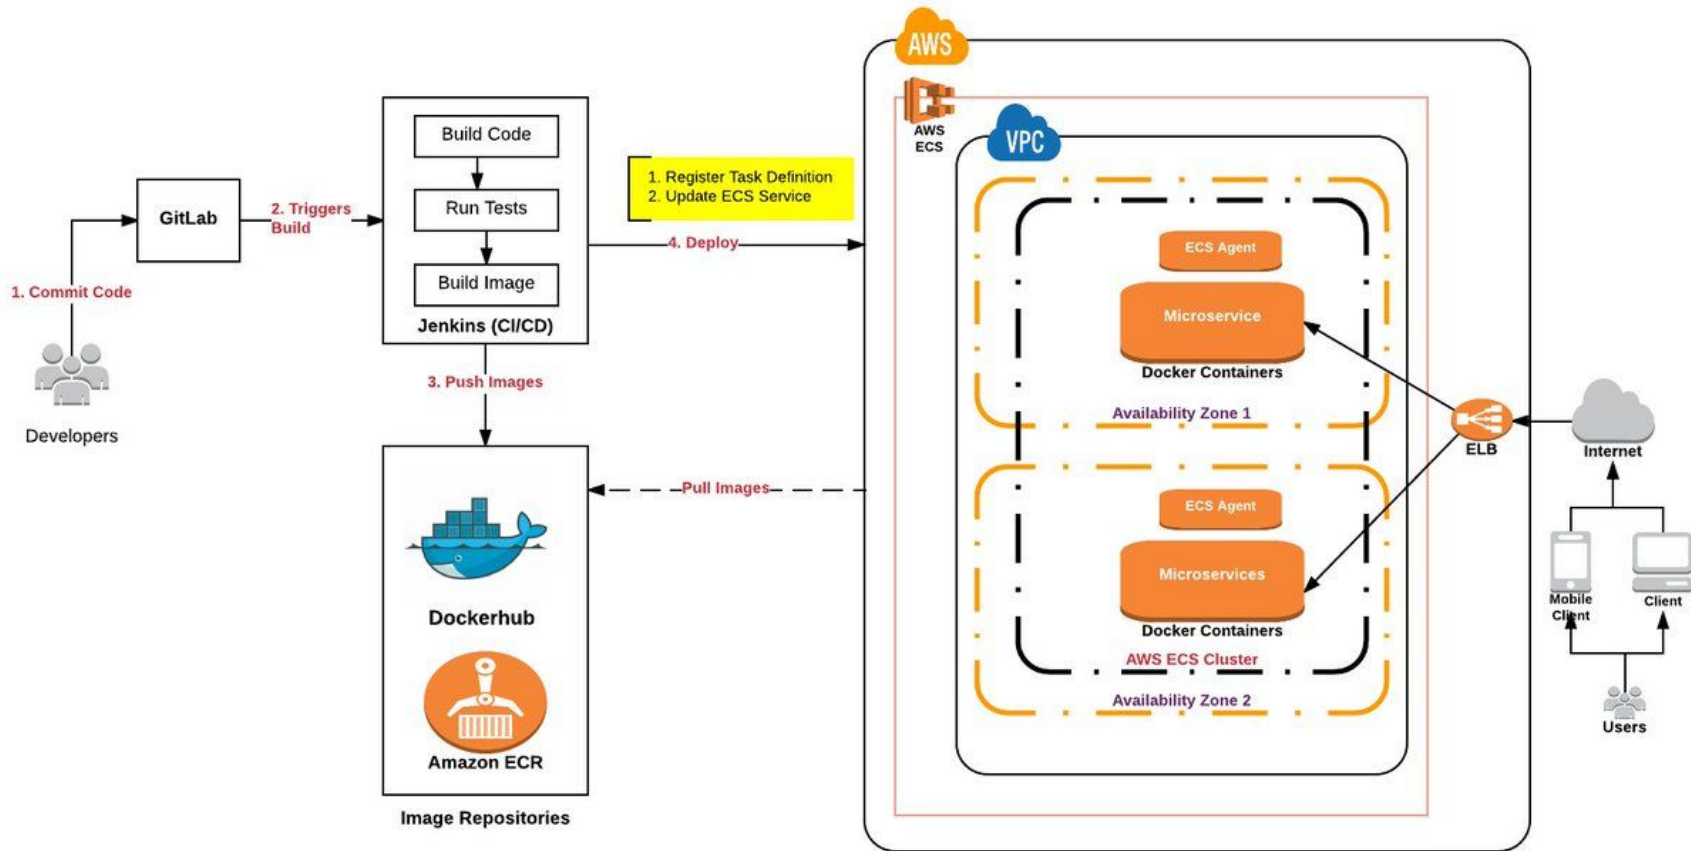 AWS
AWS
ECS
VPC
Build Code
Run Tests
Build Image
Jenkins (CI/CD)
GitLab
2. Triggers
Build
1. Commit Code
Developers
1. Register Task Definition
2. Update ECS Service
4. Deploy
3. Push Images
Pull Images
Dockerhub
Amazon ECR
Image Repositories
ECS Agent
Microservice
Docker Containers
Availability Zone 1
ECS Agent
Microservices
Docker Containers
AWS ECS Cluster
Availability Zone 2
ELB
Internet
Mobile
Client
Client
Users